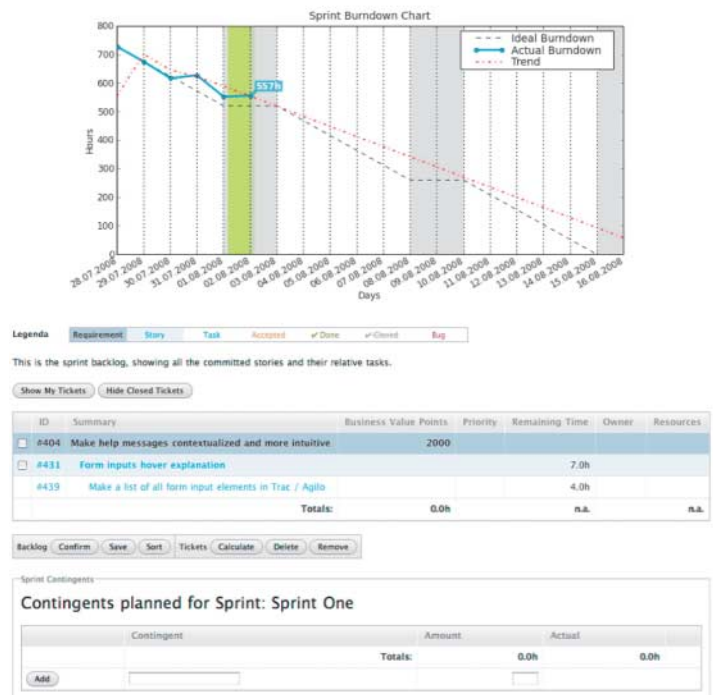 Sprint Burndown Chart
800
700
600
500
400
300
200
100
0
Hours
Ideal Burndown
Actual Burndown
Trend
557h
28.07.2008
29.07.2008
30.07.2008
31.07.2008
01.08.2008
02.08.2008
03.08.2008
04.08.2008
05.08.2008
06.08.2008
07.08.2008
08.08.2008
09.08.2008
10.08.2008
11.08.2008
12.08.2008
13.08.2008
14.08.2008
15.08.2008
16.08.2008
Days
Legenda Requirement Story Task Accepted ✔Done ✔Closed Bug
This is the sprint backlog, showing all the committed stories and their relative tasks.
Show My Tickets Hide Closed Tickets
ID Summary Business Value Points Priority Remaining Time Owner Resources
#404 Make help messages contextualized and more intuitive 2000
#431 Form inputs hover explanation 7.0h
#439 Make a list of all form input elements in Trac / Agilo 4.0h
Totals: 0.0h n.a. n.a.
Backlog Confirm Save Sort Tickets Calculate Delete Remove
Sprint Contingents
Contingents planned for Sprint: Sprint One
Contingent Amount Actual
Totals: 0.0h 0.0h
Add